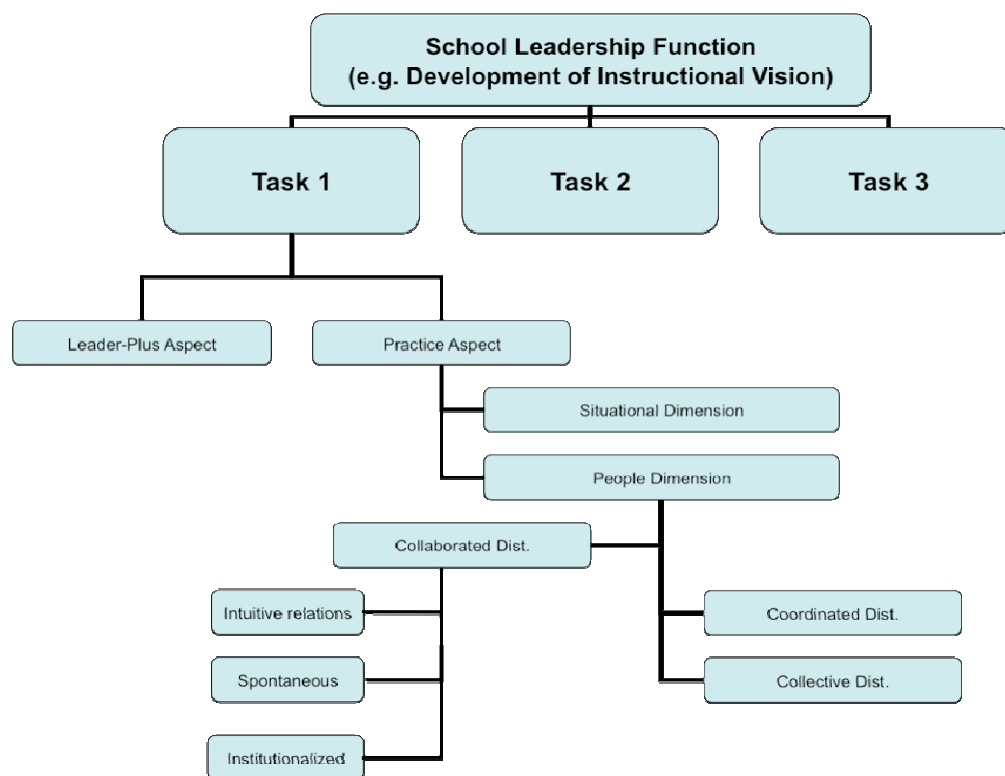 School Leadership Function
(e.g. Development of Instructional Vision)
Task 1
Task 2
Task 3
Leader-Plus Aspect
Practice Aspect
Situational Dimension
People Dimension
Collaborated Dist.
Intuitive relations
Coordinated Dist.
Spontaneous
Collective Dist.
Institutionalized